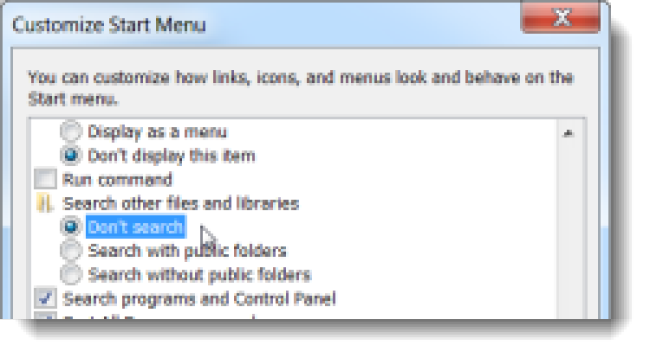 Customize Start Menu
You can customize how links, icons, and menus look and behave on the
Start menu.
Display as a menu
Don't display this item
Run command
Search other files and libraries
Don't search
Search with public folders
Search without public folders
Search programs and Control Panel